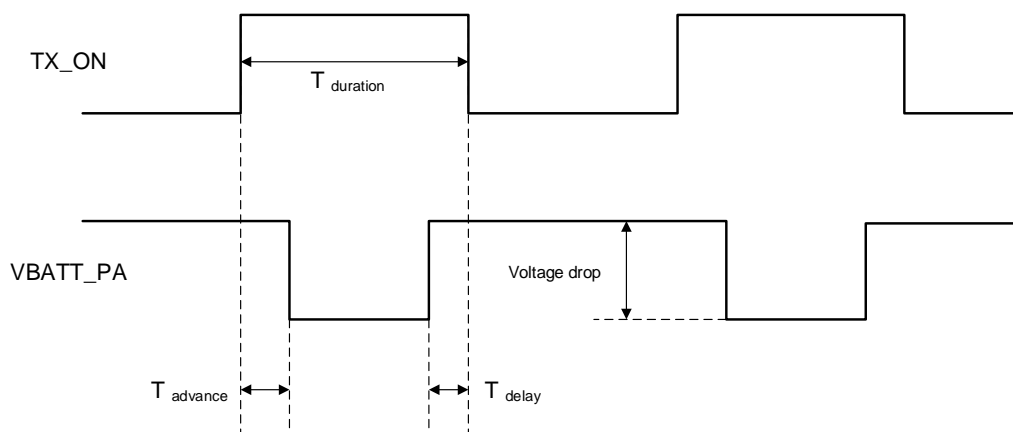 TX_ON
T duration
VBATT_PA
Voltage drop
T advance
T delay